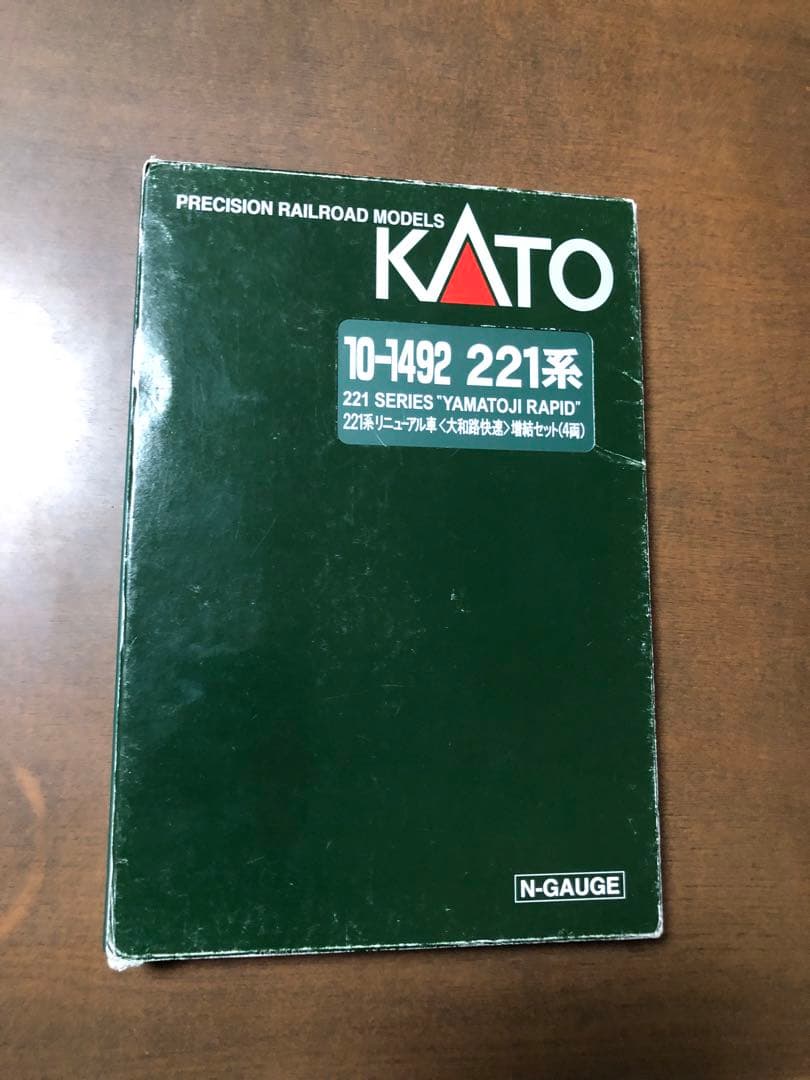 PRECISION RAILROAD MODELS
KATO
10-1492 221系
221 SERIES "YAMATOJI RAPID"
221系リニューアル車〈大和路快速〉増結セット(4両)
N-GAUGE